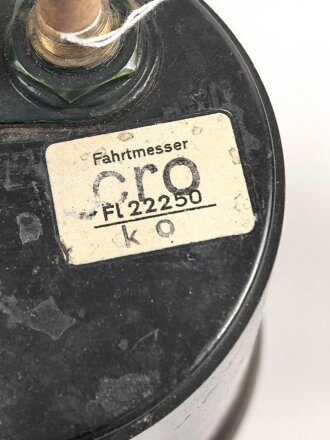 Fahrtmesser
cro
Fl 22250
ko